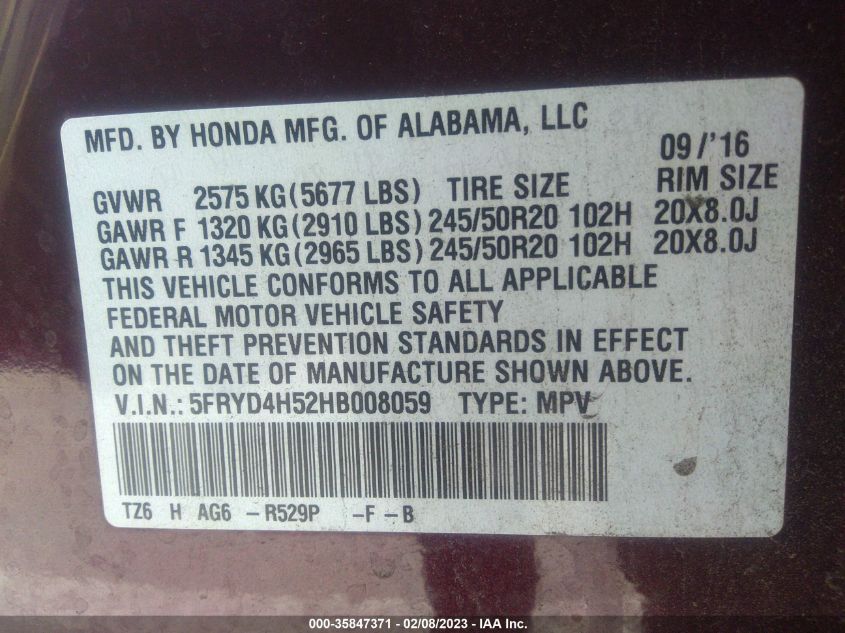 MFD. BY HONDA MFG. OF ALABAMA, LLC
09/'16
GVWR 2575 KG (5677 LBS) TIRE SIZE RIM SIZE
GAWR F 1320 KG (2910 LBS) 245/50R20 102H 20X8.0J
GAWR R 1345 KG (2965 LBS) 245/50R20 102H 20X8.0J
THIS VEHICLE CONFORMS TO ALL APPLICABLE
FEDERAL MOTOR VEHICLE SAFETY
AND THEFT PREVENTION STANDARDS IN EFFECT
ON THE DATE OF MANUFACTURE SHOWN ABOVE.
V.I.N.: 5FRYD4H52HB008059 TYPE: MPV
TZ6 H AG6 - R529P -F - B
000-35847371 - 02/08/2023 - IAA Inc.